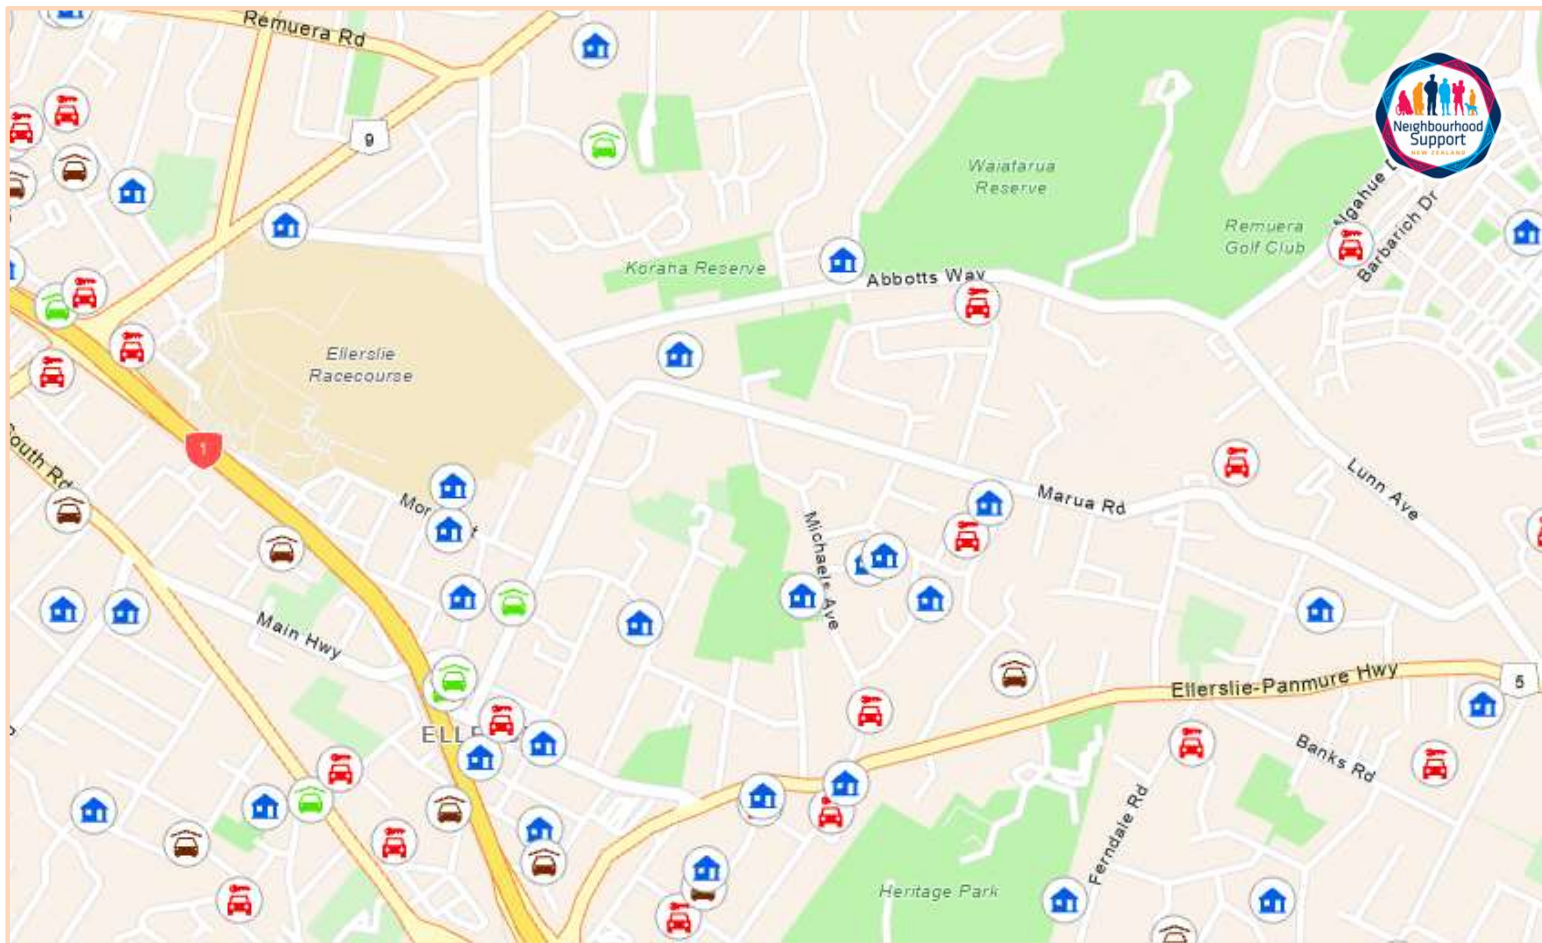 Remuera Rd
9
Neighbourhood
Support
NEW ZEALAND
Waiatarua
Reserve
Remuera
Golf Club
Barbarich Dr
Koraha Reserve
Abbotts Way
Ellerslie
Racecourse
1
Marua Rd
Lunn Ave
Michaels Ave
Main Hwy
Ellerslie-Panmure Hwy
5
Banks Rd
Ferndale Rd
Heritage Park